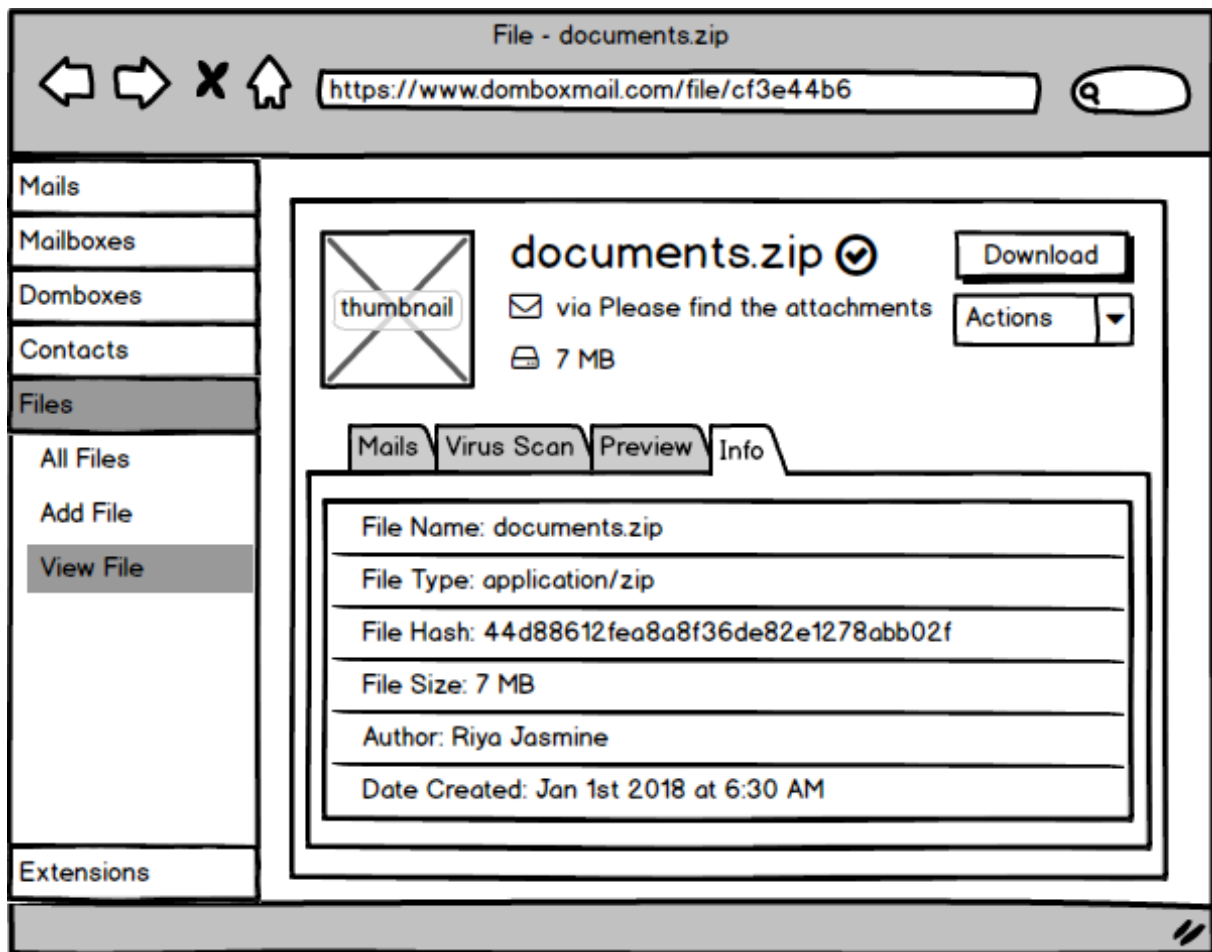 File - documents.zip
https://www.domboxmail.com/file/cf3e44b6
Mails
Mailboxes
Domboxes
Contacts
Files
All Files
Add File
View File
Extensions
thumbnail
documents.zip
via Please find the attachments
7 MB
Download
Actions
Mails Virus Scan Preview Info
File Name: documents.zip
File Type: application/zip
File Hash: 44d88612fea8a8f36de82e1278abb02f
File Size: 7 MB
Author: Riya Jasmine
Date Created: Jan 1st 2018 at 6:30 AM